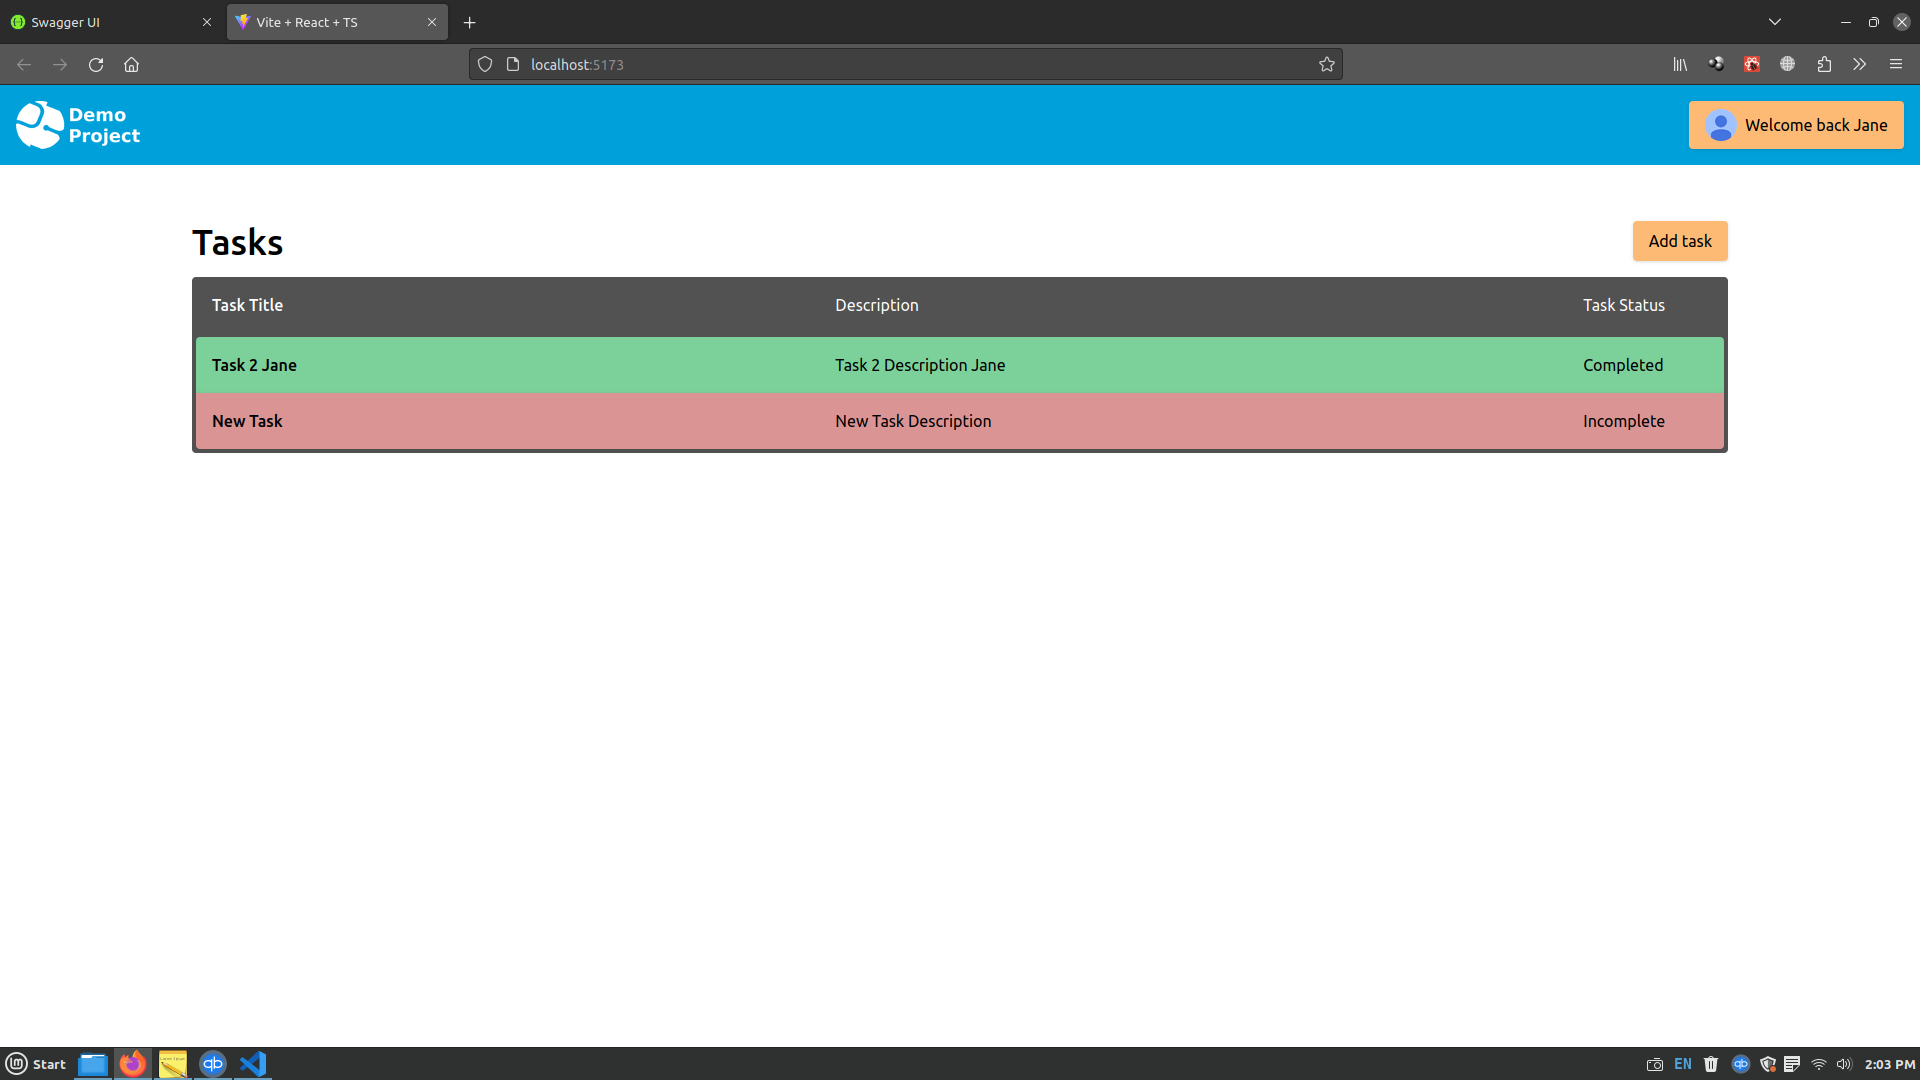 Swagger UI
Vite + React + TS
localhost:5173
Demo
Project
Welcome back Jane
Tasks
Add task
Task Title Description Task Status
Task 2 Jane Task 2 Description Jane Completed
New Task New Task Description Incomplete
Start
EN
2:03 PM